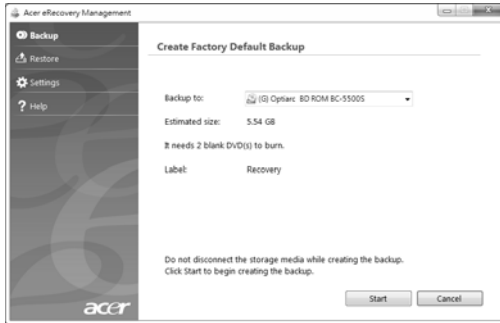 Acer eRecovery Management
Backup
Restore
Settings
Help
Create Factory Default Backup
Backup to: (G) Optiarc BD ROM BC-5500S
Estimated size: 5.54 GB
It needs 2 blank DVD(s) to burn.
Label: Recovery
Do not disconnect the storage media while creating the backup.
Click Start to begin creating the backup.
Start Cancel
acer